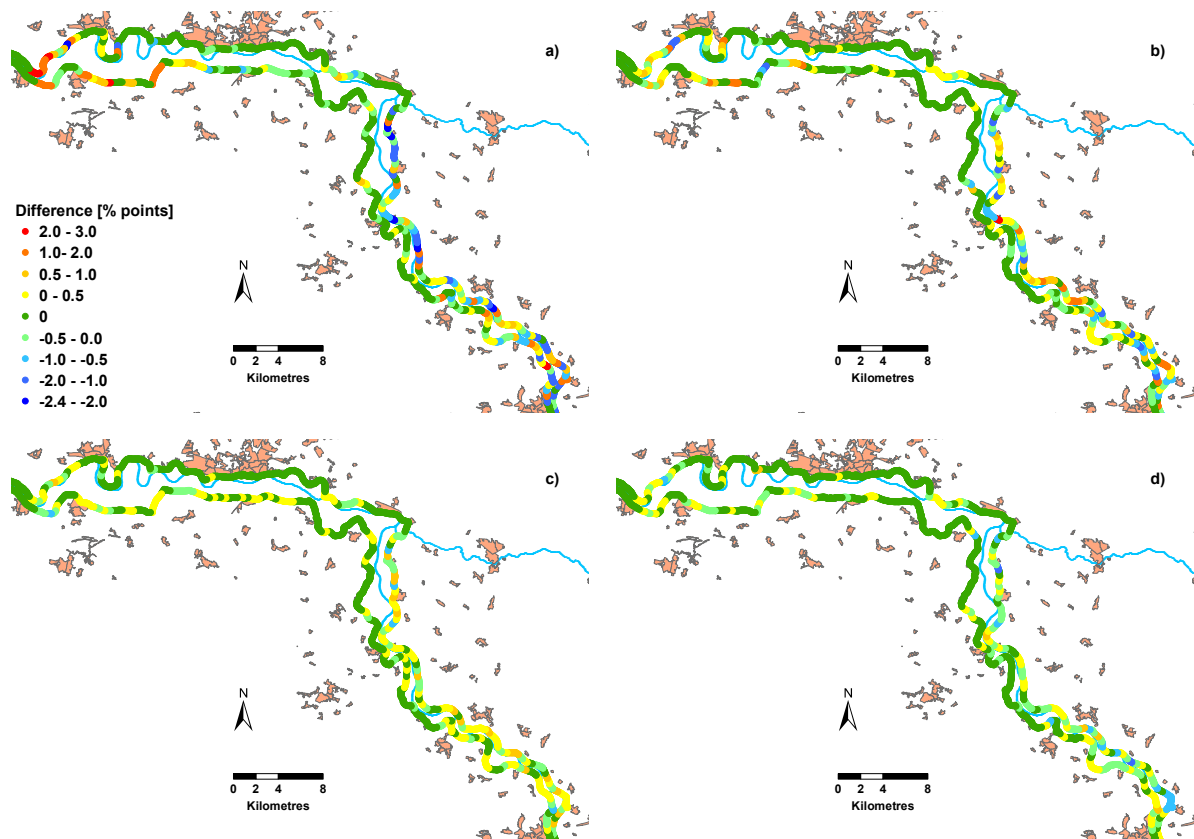 a)
b)
Difference [% points]
2.0 - 3.0
1.0- 2.0
0.5 - 1.0
0 - 0.5
0
-0.5 - 0.0
-1.0 - -0.5
-2.0 - -1.0
-2.4 - -2.0
N
0 2 4 8
Kilometres
N
0 2 4 8
Kilometres
c)
d)
N
0 2 4 8
Kilometres
N
0 2 4 8
Kilometres